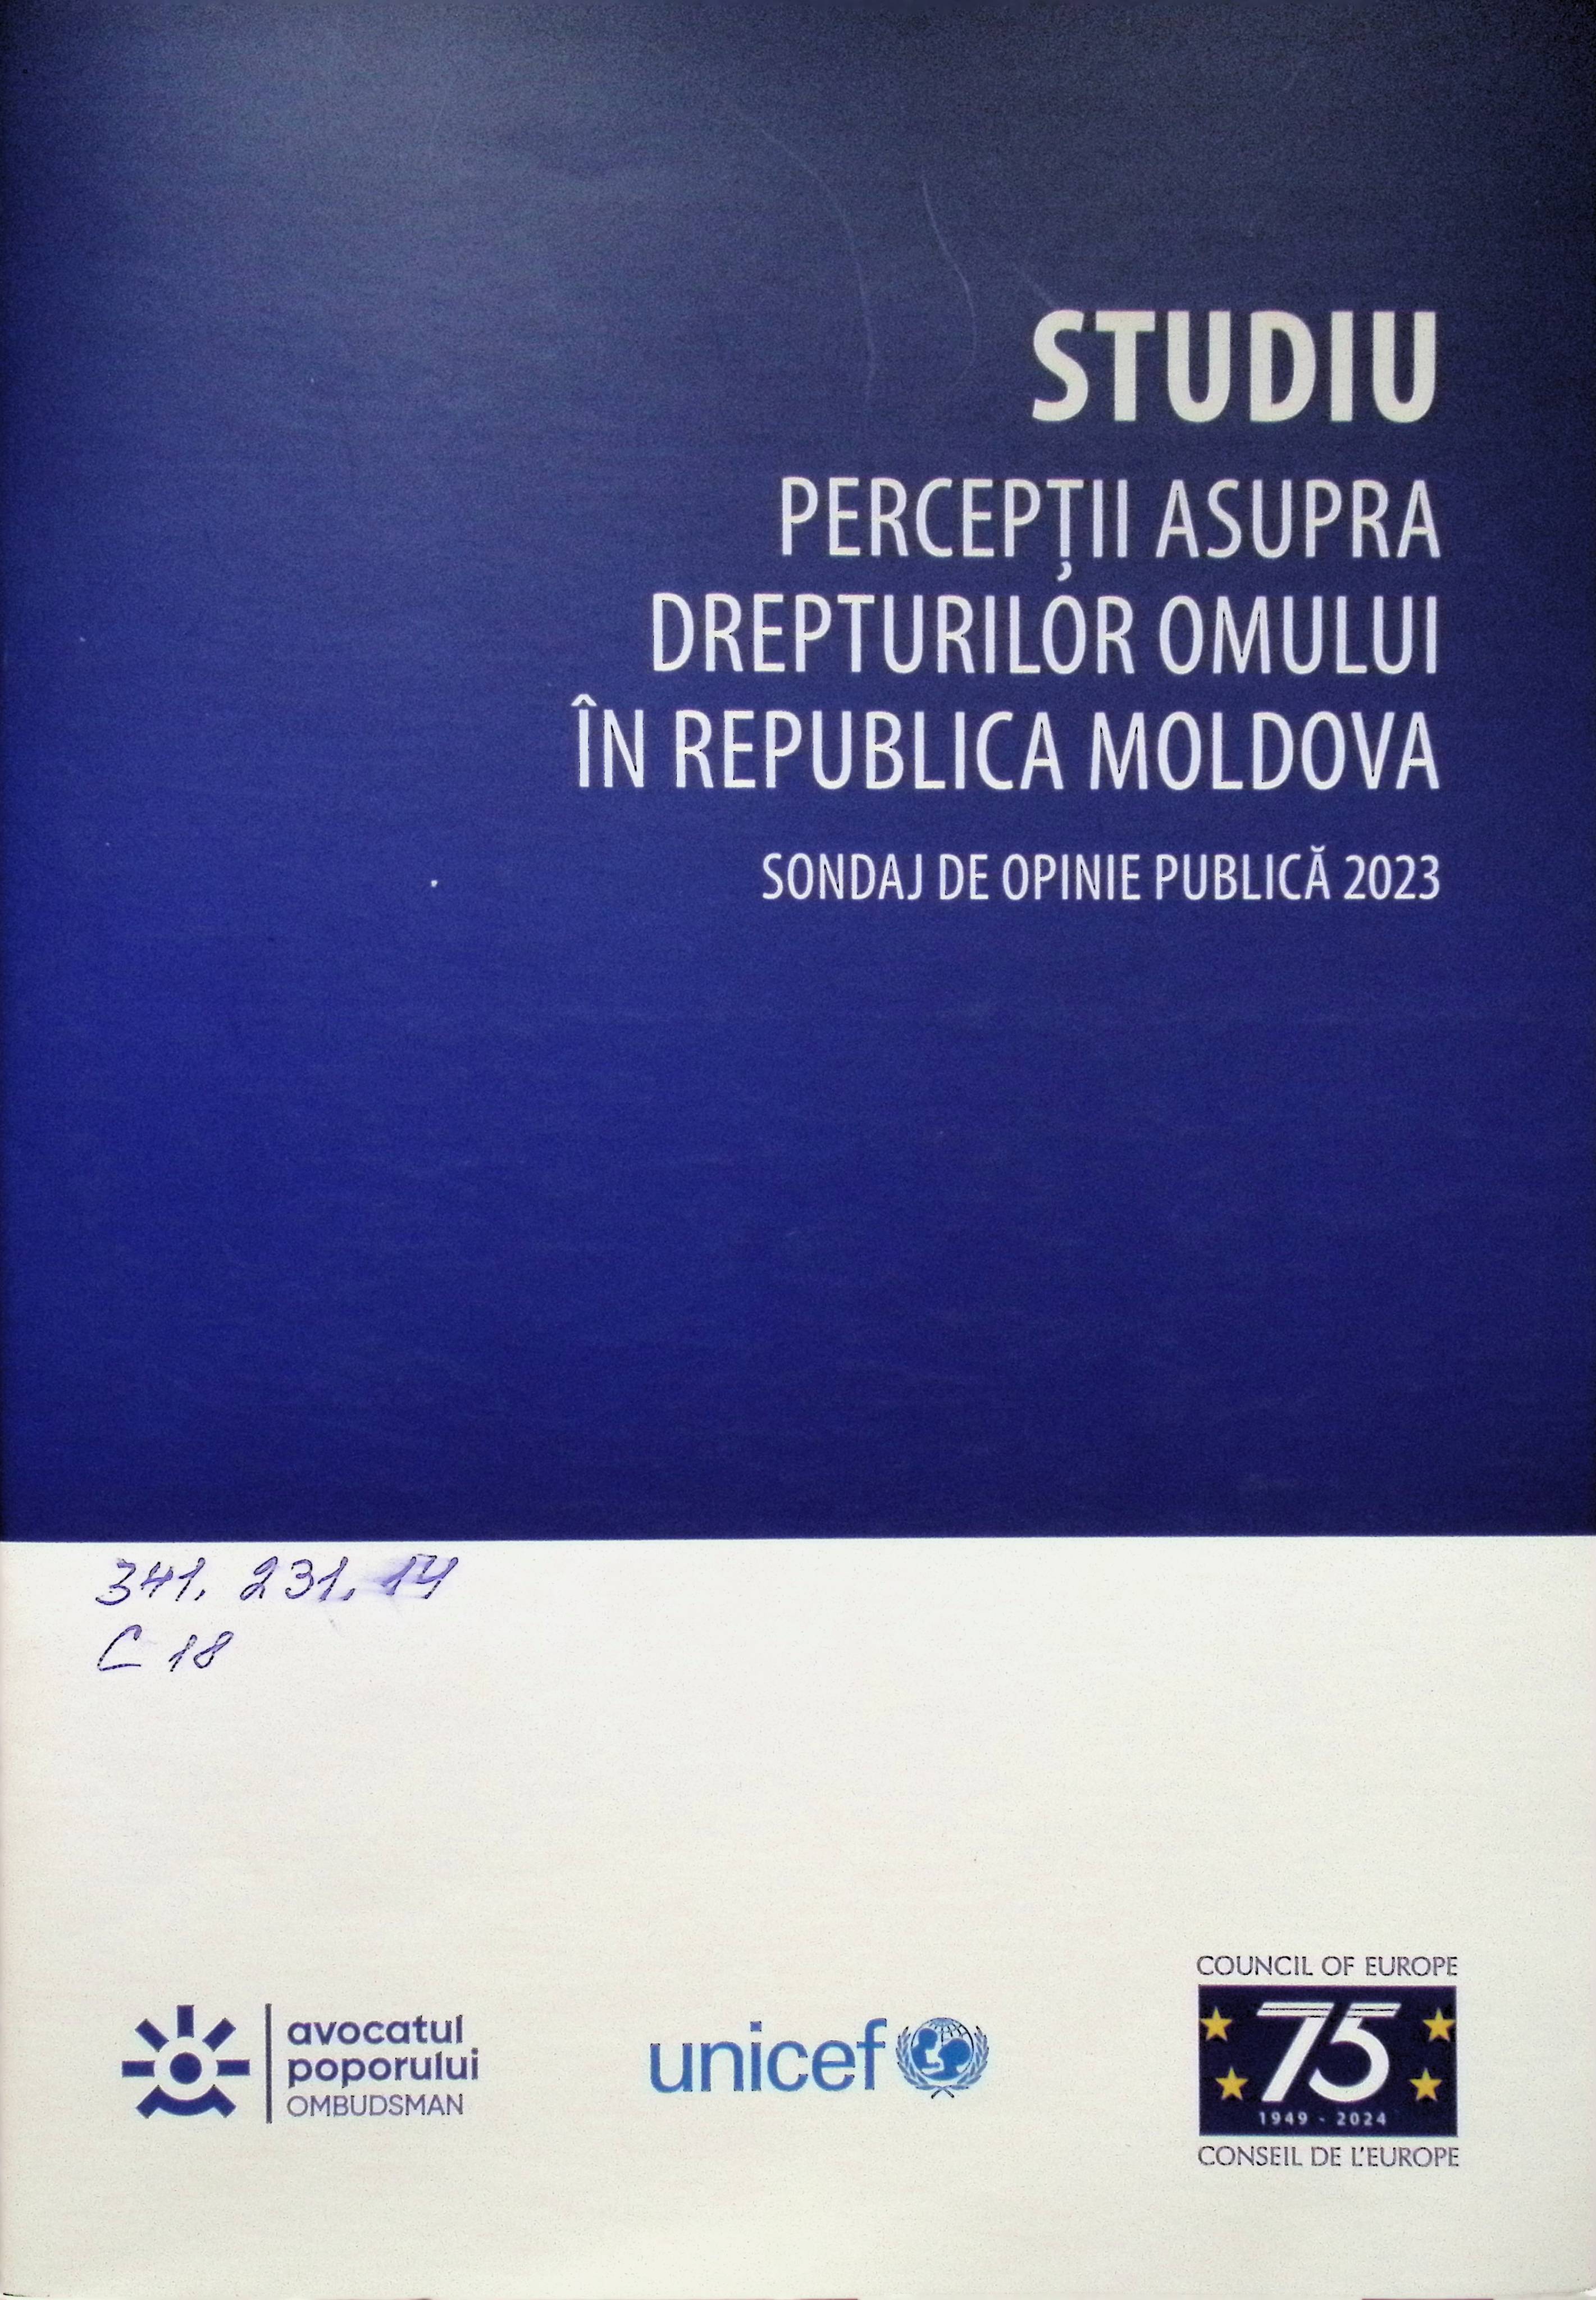 STUDIU
PERCEPȚII ASUPRA
DREPTURILOR OMULUI
ÎN REPUBLICA MOLDOVA
SONDAJ DE OPINIE PUBLICĂ 2023
341. 231. 14
C 18
avocatul
poporului
OMBUDSMAN
unicef
COUNCIL OF EUROPE
75
1949 - 2024
CONSEIL DE L'EUROPE